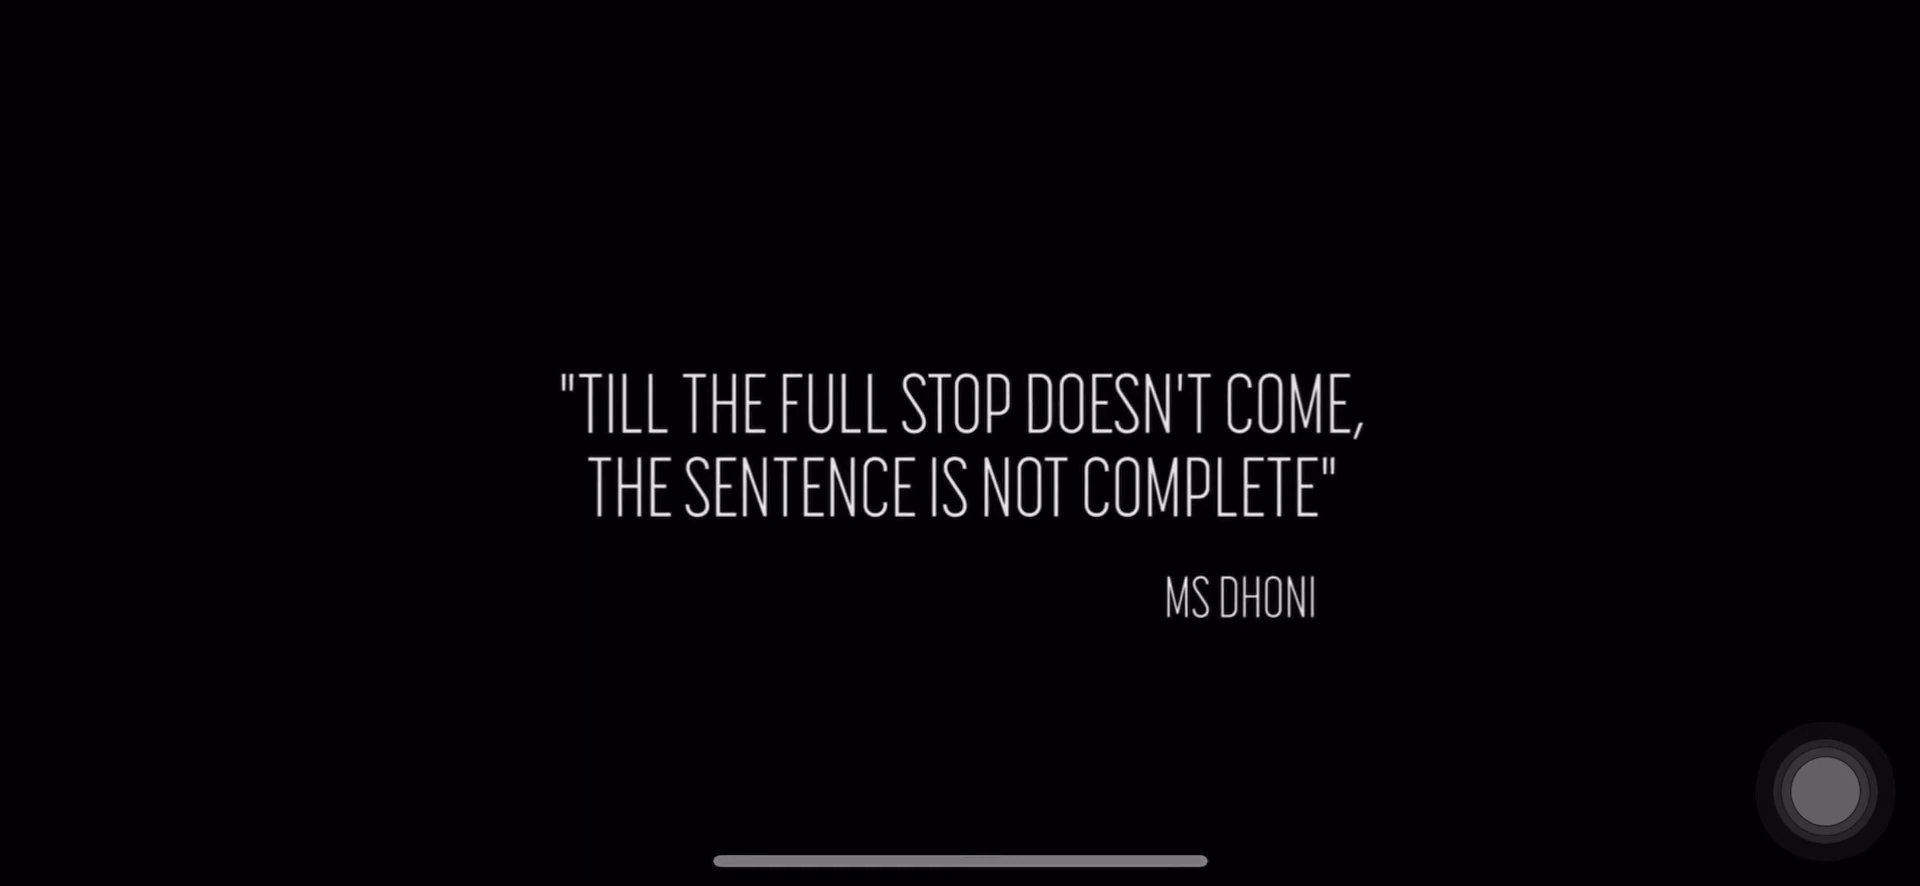 "TILL THE FULL STOP DOESN'T COME,
THE SENTENCE IS NOT COMPLETE"
MS DHONI